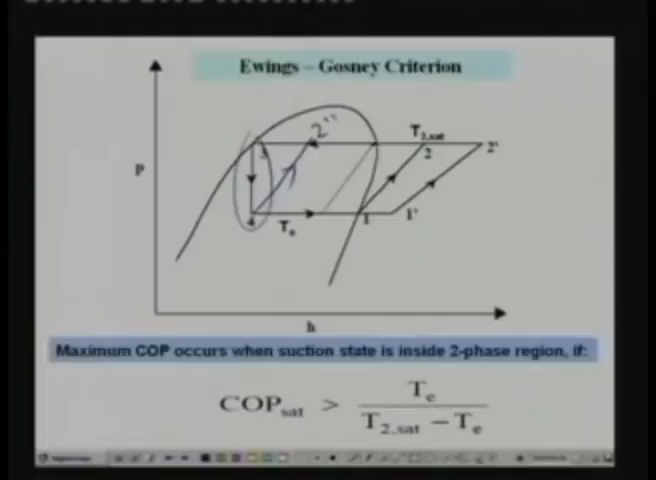 Ewings – Gosney Criterion
2''
T2,sat
3
2
2'
P
4
Te
1
1'
h
Maximum COP occurs when suction state is inside 2-phase region, if:
COPsat > Te / T2,sat – Te